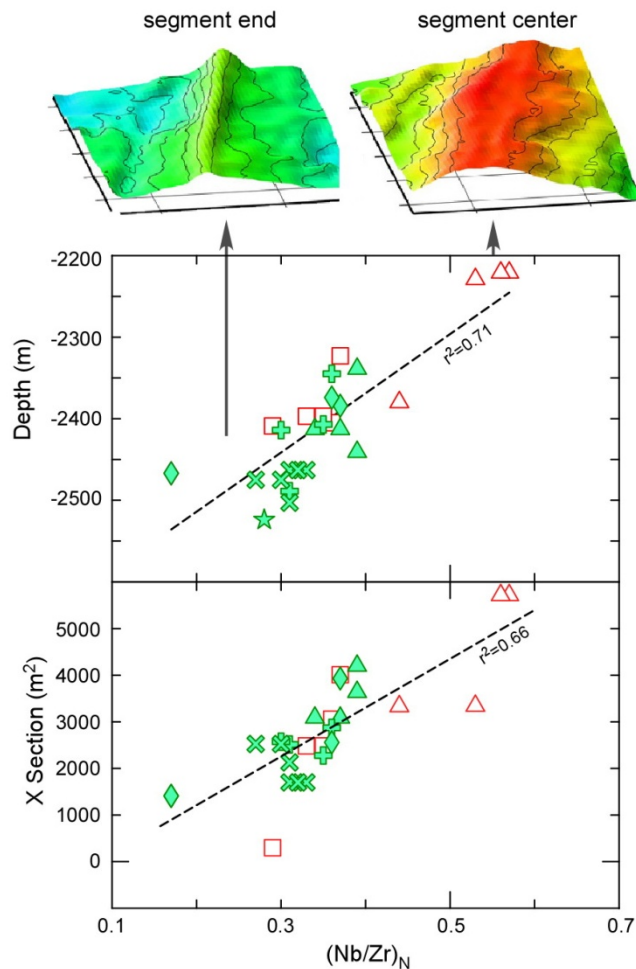 segment end segment center
-2200
-2300
-2400
-2500
Depth (m)
r²=0.71
5000
4000
3000
2000
1000
0
X Section (m²)
r²=0.66
0.1 0.3 0.5 0.7
(Nb/Zr)N